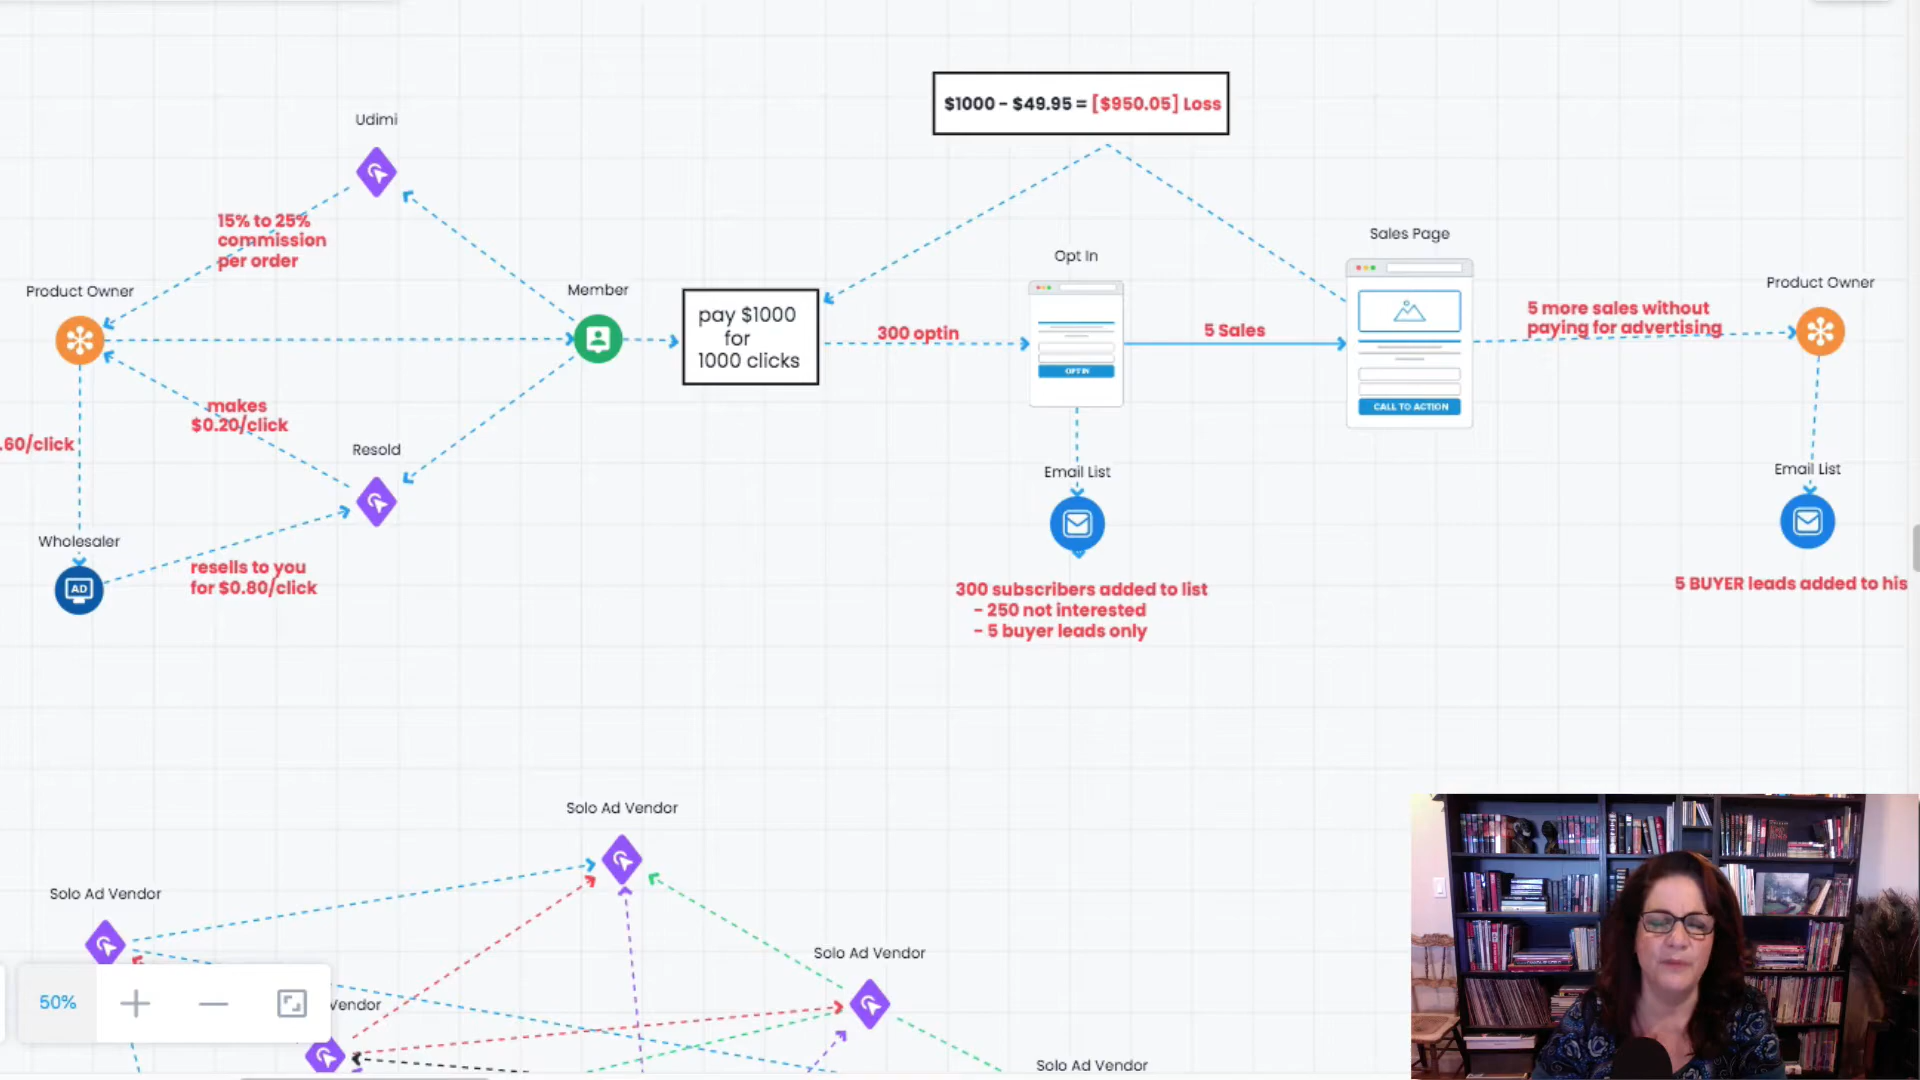 $1000 - $49.95 = [$950.05] Loss
Udimi
15% to 25%
commission
per order
Product Owner
Member
pay $1000
for
1000 clicks
300 optin
Opt In
OPT IN
5 Sales
Sales Page
CALL TO ACTION
5 more sales without
paying for advertising
Product Owner
makes
$0.20/click
.60/click
Resold
Wholesaler
AD
resells to you
for $0.80/click
Email List
300 subscribers added to list
- 250 not interested
- 5 buyer leads only
Email List
5 BUYER leads added to his
Solo Ad Vendor
Solo Ad Vendor
Solo Ad Vendor
Vendor
Solo Ad Vendor
50%